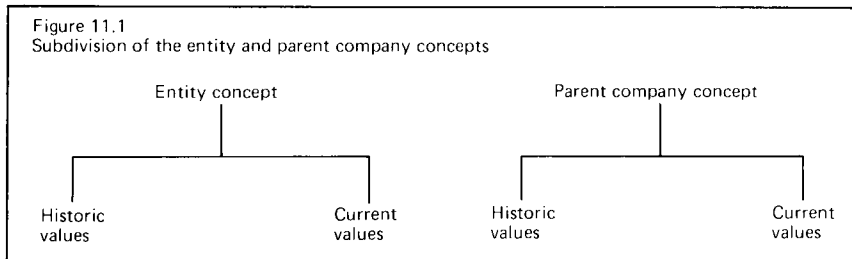 Figure 11.1
Subdivision of the entity and parent company concepts
Entity concept
Parent company concept
Historic
values
Current
values
Historic
values
Current
values